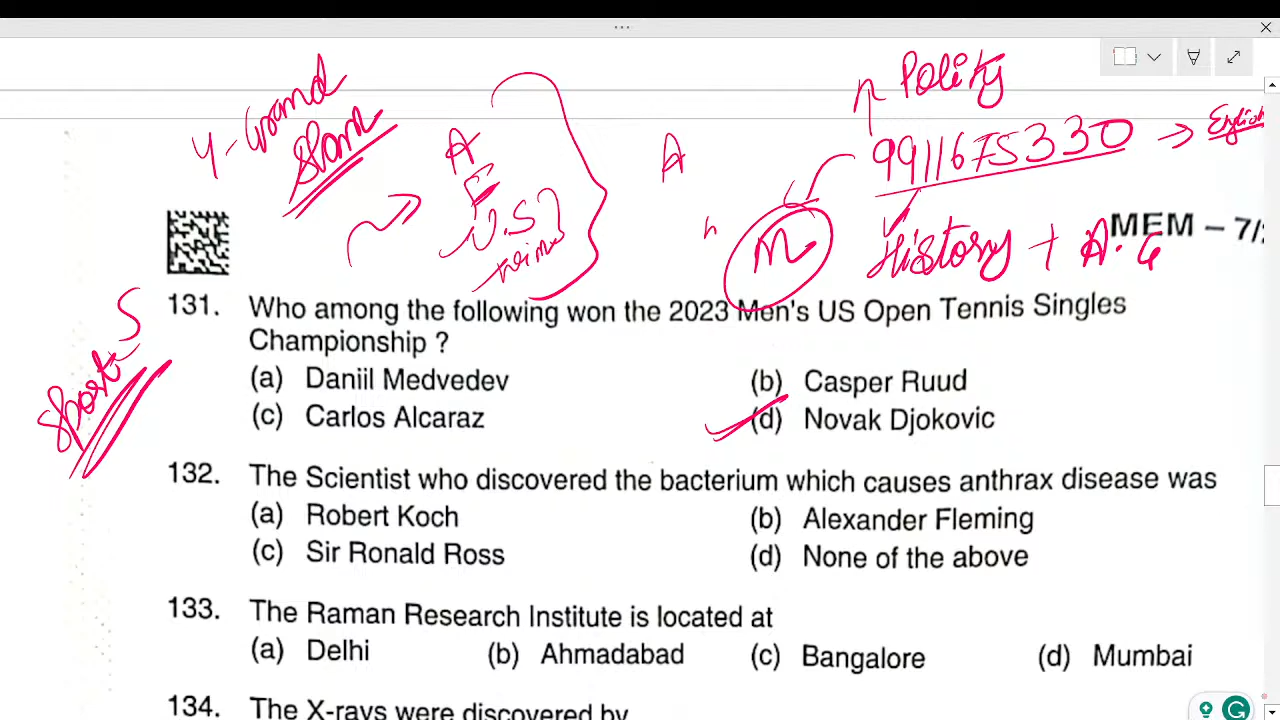 Polity
4-Grand
Slam
A
A
F
U.S
9911675330 → English
M
History + A.G
MEM – 7/
131. Who among the following won the 2023 Men's US Open Tennis Singles
Championship ?
(a) Daniil Medvedev (b) Casper Ruud
(c) Carlos Alcaraz (d) Novak Djokovic
132. The Scientist who discovered the bacterium which causes anthrax disease was
(a) Robert Koch (b) Alexander Fleming
(c) Sir Ronald Ross (d) None of the above
133. The Raman Research Institute is located at
(a) Delhi (b) Ahmadabad (c) Bangalore (d) Mumbai
134. The X-rays were discovered by